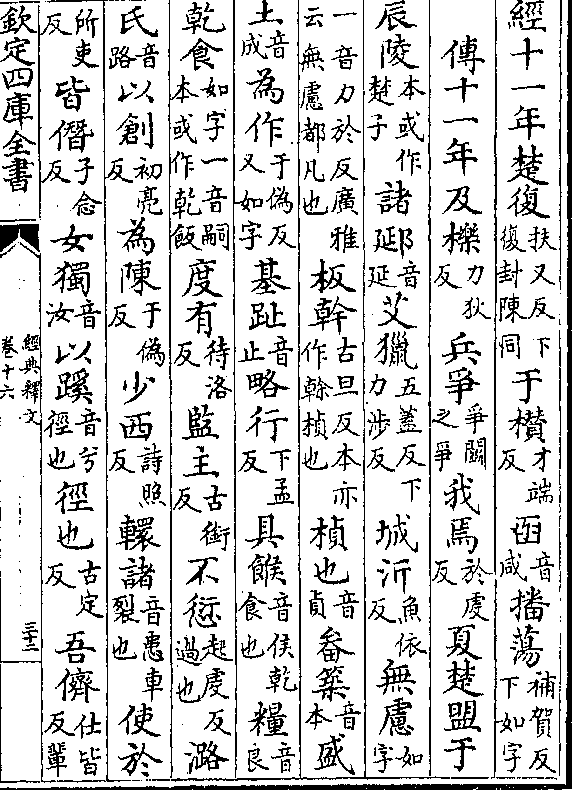 經十一年楚復扶又反下復封陳同于欑才端反函音咸播蕩補賀反下如字
傳十一年及櫟力狄反兵爭爭鬬之爭我焉於虔反夏楚盟于
辰陵本或作楚子諸郔音延艾獵五蓋反下力涉反城沂魚依反無慮如字
一音力於反廣雅云無慮都凡也板榦古旦反本亦作幹楨也楨也音貞畚築音本盛
土音成為作于偽反又如字基趾音止略行下孟反具餱音侯乾食也糧音良
乾食如字一音嗣本或作乾飯度有待洛反監主古銜反不愆起虔反過也潞
氏音路以創初亮反為陳于偽反少西詩照反轘諸音患車裂也使於
所吏反皆僭子念反女獨音汝以蹊音兮徑也徑也古定反吾儕仕皆反輩
欽定四庫全書
經典釋文
卷十六
三十三